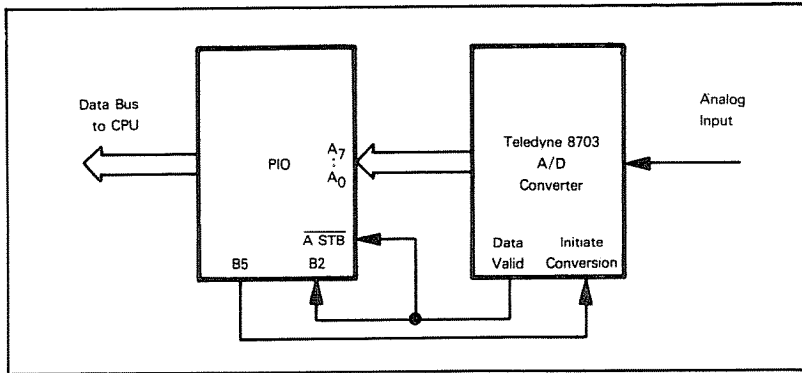 Data Bus
to CPU
PIO
A7
:
A0
A STB
B5
B2
Teledyne 8703
A/D
Converter
Data
Valid
Initiate
Conversion
Analog
Input